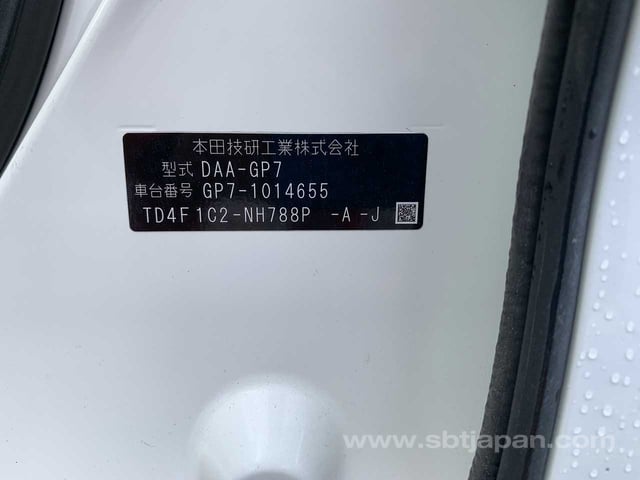 本田技研工業株式会社
型式 DAA-GP7
車台番号 GP7-1014655
TD4F1C2-NH788P -A-J
www.sbtjapan.com